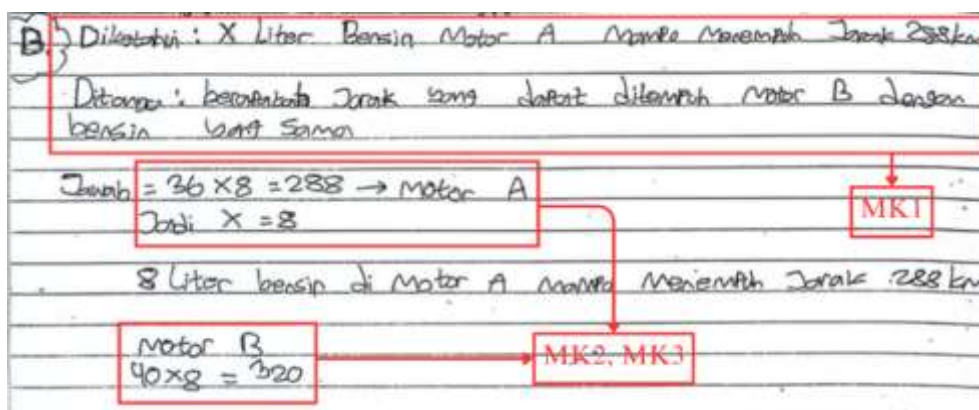 B. Diketahui : X Liter Bensin Motor A mampu menempuh Jarak 288 km
Ditanya : berapakah Jarak yang dapat ditempuh motor B dengan
bensin yang sama
Jawab = 36 x 8 = 288 → motor A
Jadi X = 8
MK1
8 Liter bensin di motor A mampu menempuh Jarak 288 km
motor B
40x8 = 320
MK2, MK3